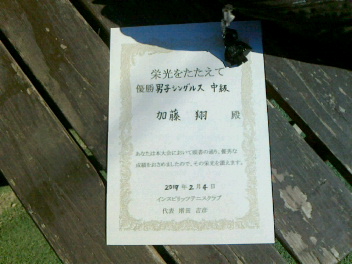 栄光をたたえて
優勝 男子シングルス 中級
加藤 翔 殿
あなたは本大会において頭書の通り、優秀な
成績をおさめましたので、その栄光を讃えます。
2017年2月4日
インスピリッツテニスクラブ
代表